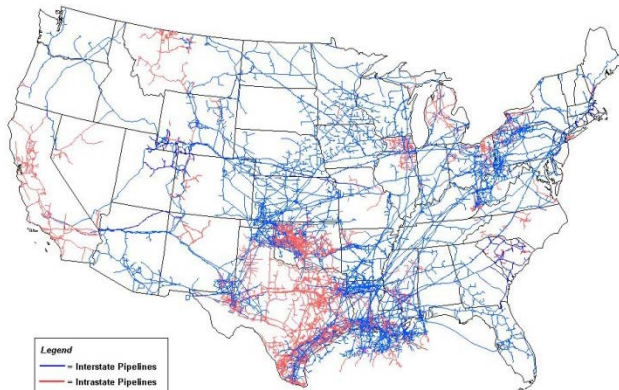 Legend
= Interstate Pipelines
= Intrastate Pipelines